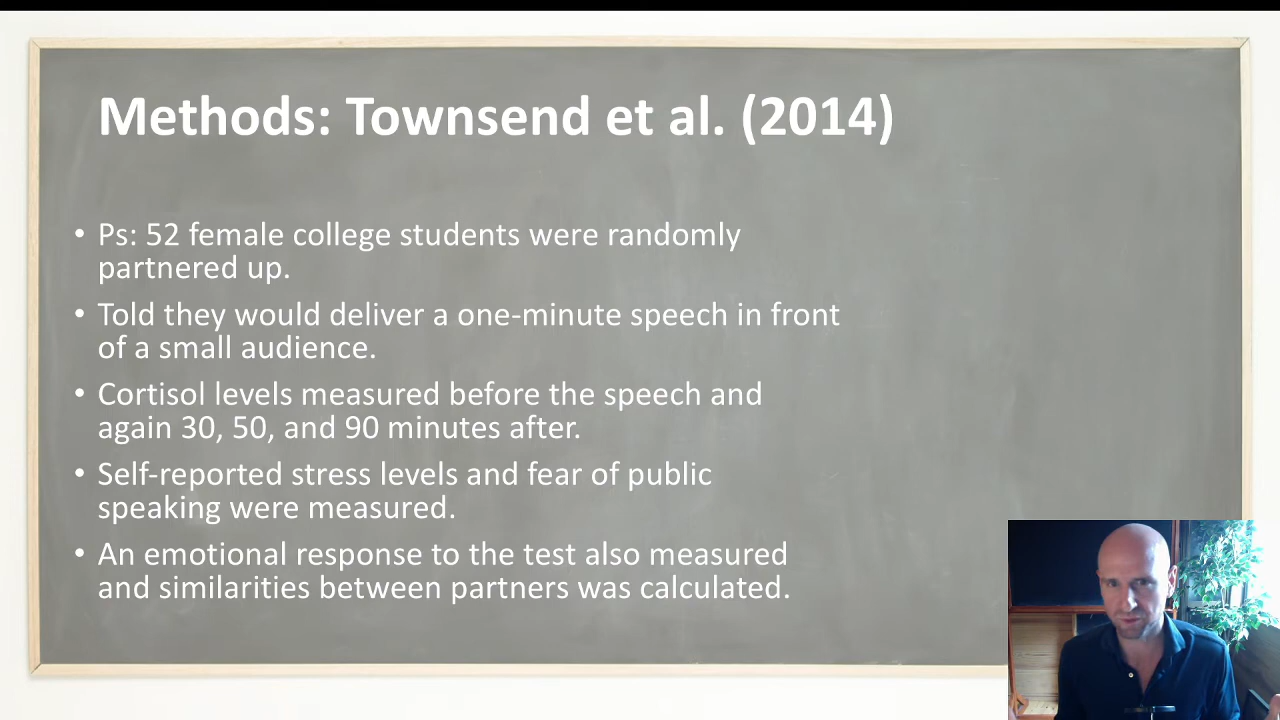 Methods: Townsend et al. (2014)
• Ps: 52 female college students were randomly
partnered up.
• Told they would deliver a one-minute speech in front
of a small audience.
• Cortisol levels measured before the speech and
again 30, 50, and 90 minutes after.
• Self-reported stress levels and fear of public
speaking were measured.
• An emotional response to the test also measured
and similarities between partners was calculated.